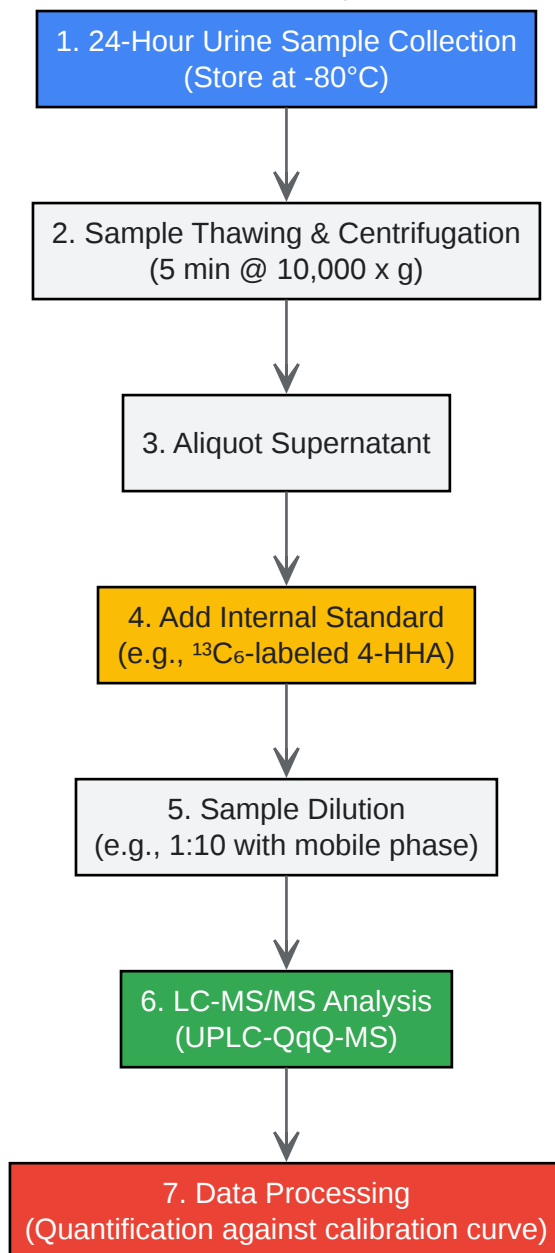 1. 24-Hour Urine Sample Collection
(Store at -80°C)
2. Sample Thawing & Centrifugation
(5 min @ 10,000 x g)
3. Aliquot Supernatant
4. Add Internal Standard
(e.g., ¹³C₆-labeled 4-HHA)
5. Sample Dilution
(e.g., 1:10 with mobile phase)
6. LC-MS/MS Analysis
(UPLC-QqQ-MS)
7. Data Processing
(Quantification against calibration curve)